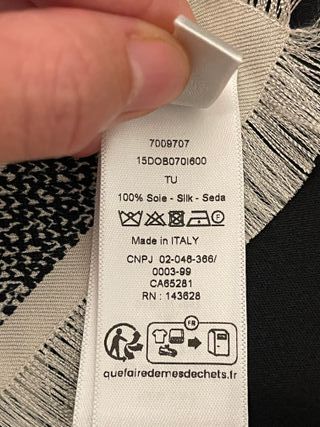 7009707
15DOB070I600
TU
100% Soie - Silk - Seda
Made in ITALY
CNPJ 02-046-366/
0003-99
CA65281
RN : 143628
FR
quefairedemesdechets.fr